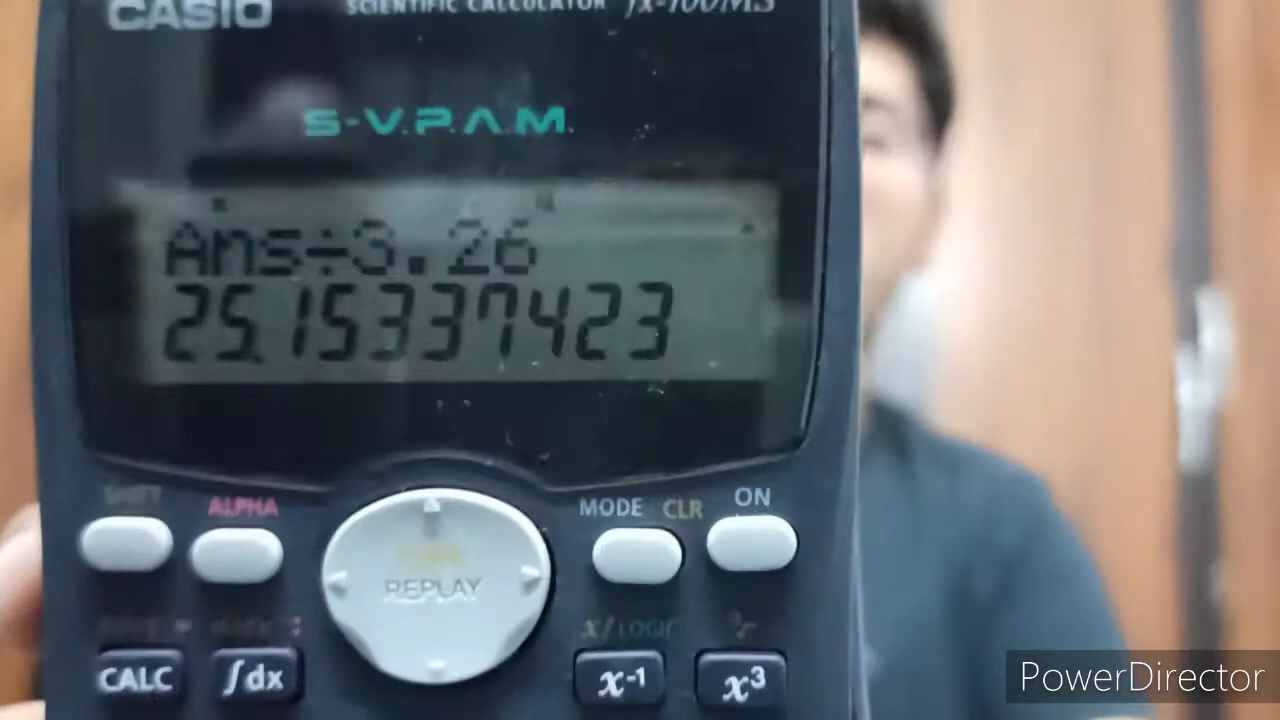 CASIO
SCIENTIFIC CALCULATOR fx-100MS
S-V.P.A.M.
Ans÷3.26
25.15337423
SHIFT ALPHA MODE CLR ON
REPLAY
x! LOGIC
CALC ∫dx x-1 x3
PowerDirector